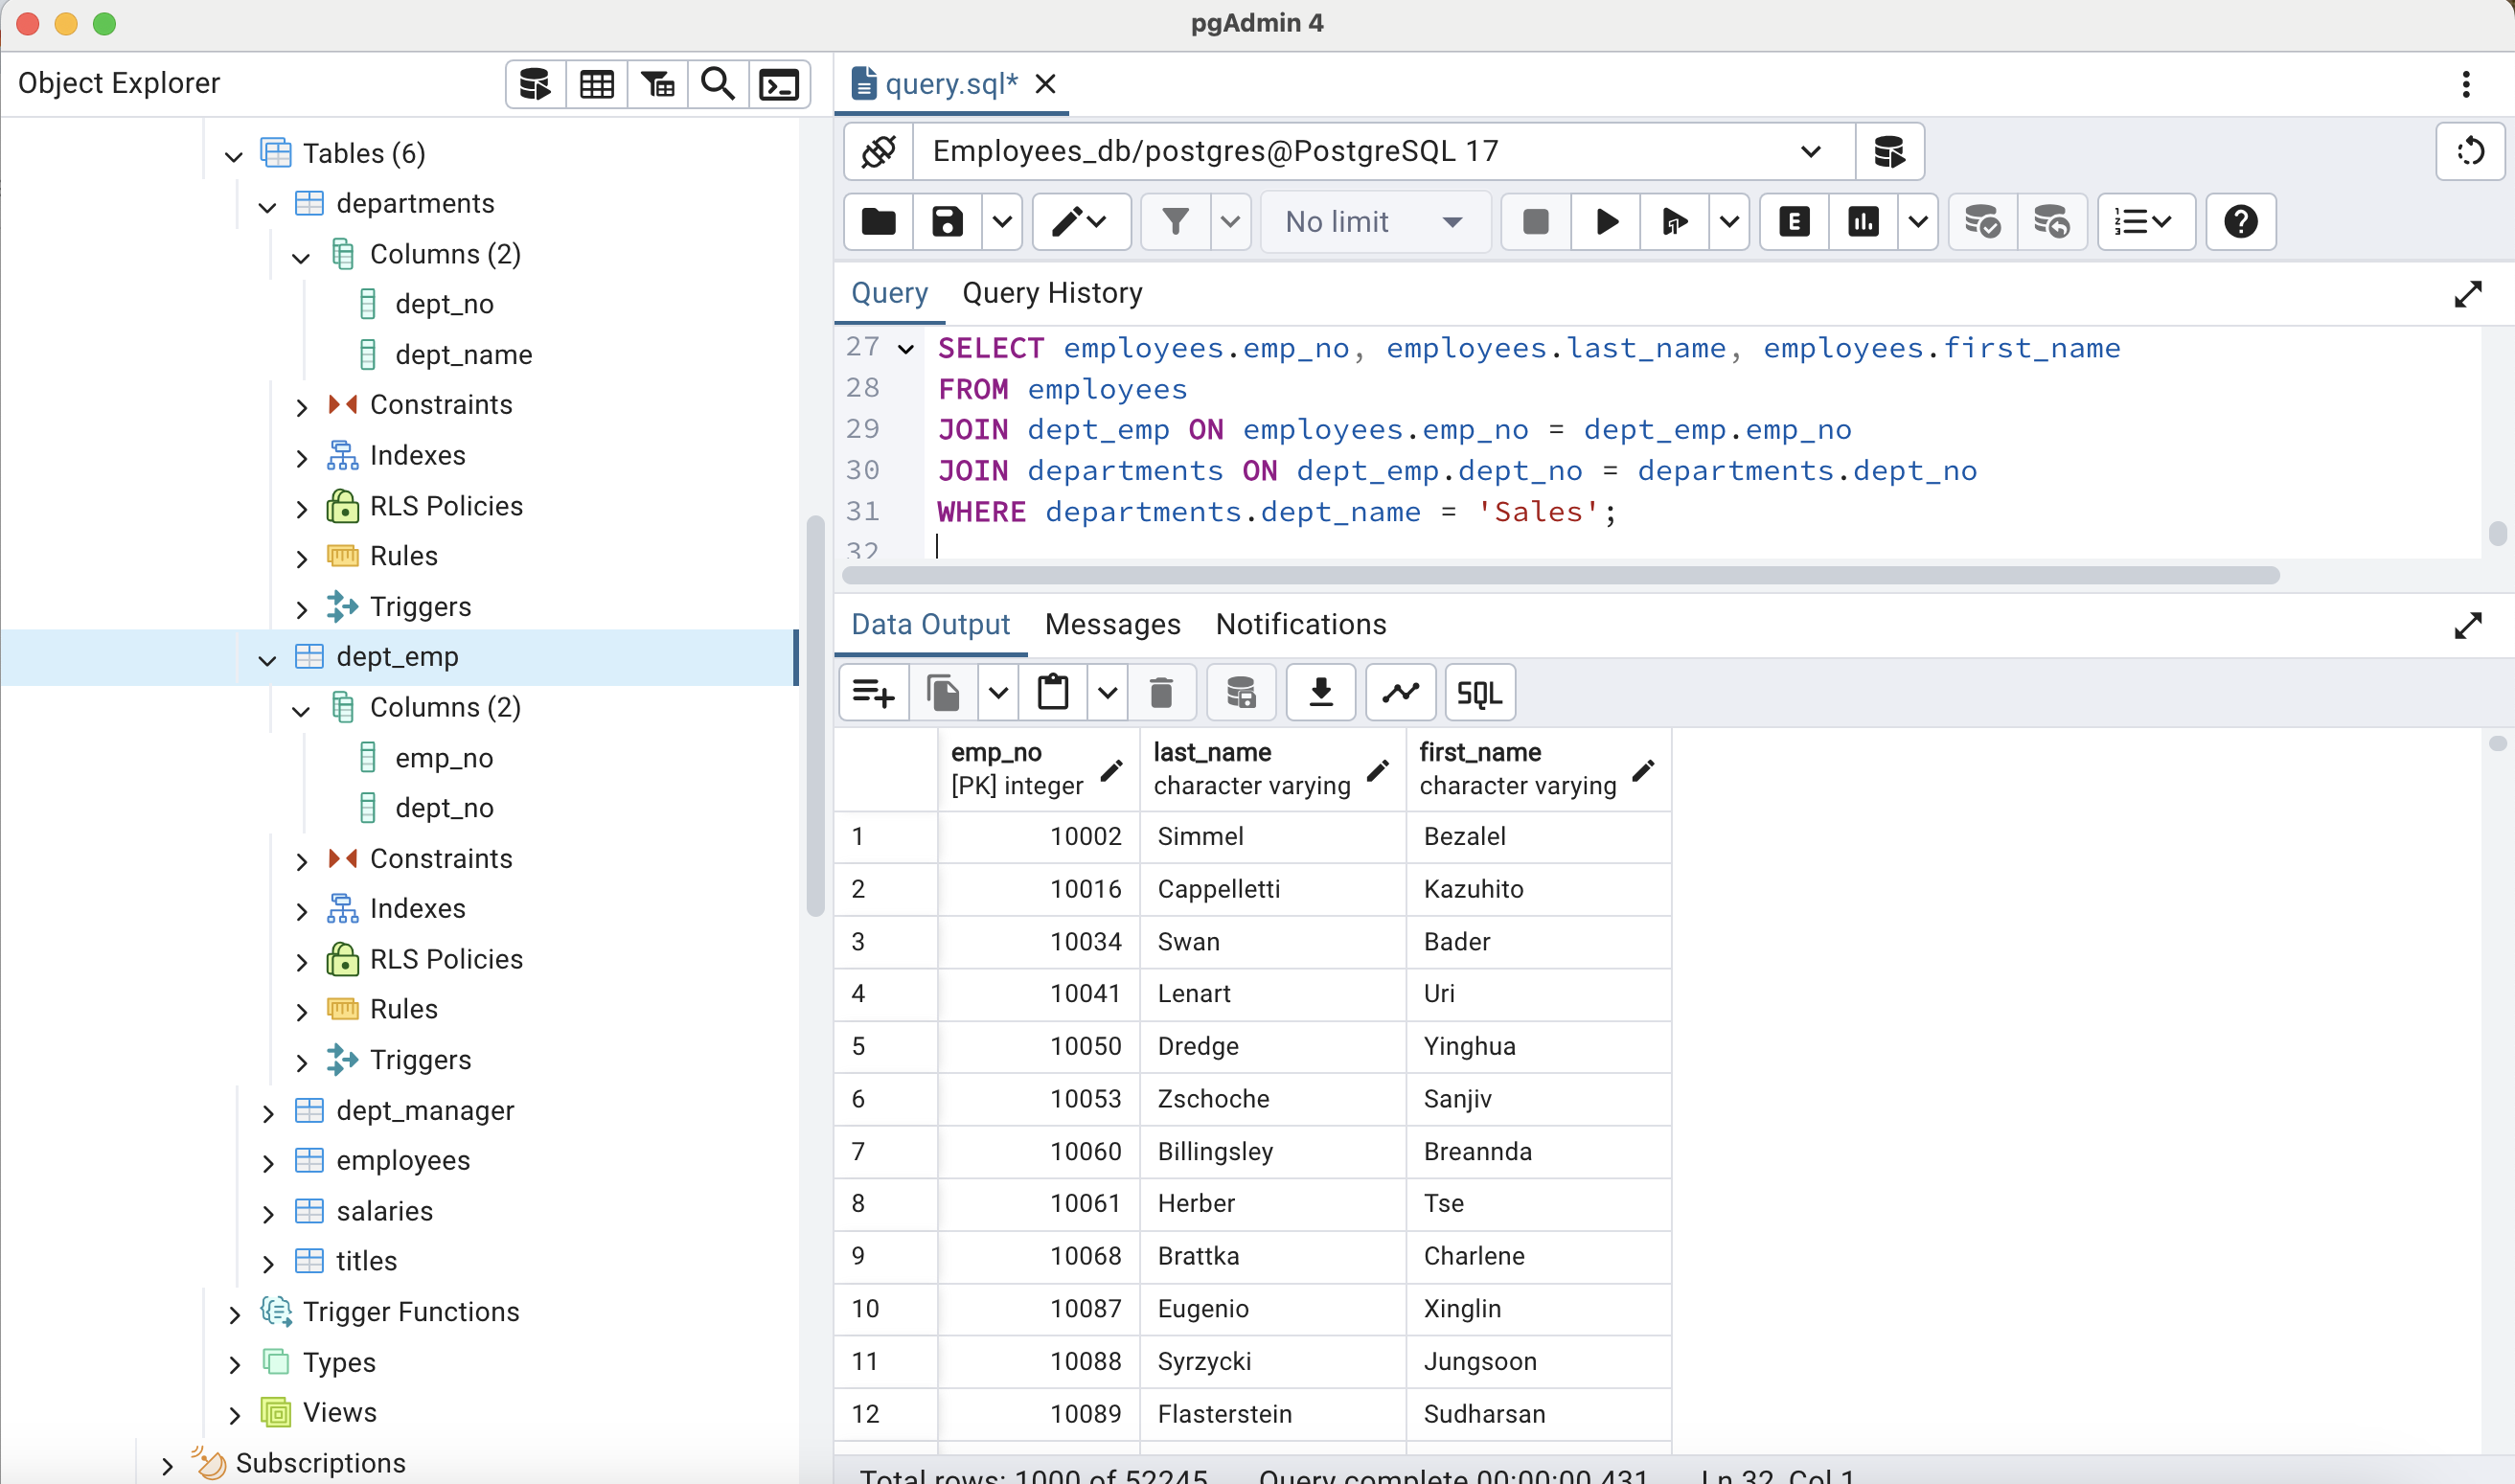 pgAdmin 4
Object Explorer
Tables (6)
departments
Columns (2)
dept_no
dept_name
Constraints
Indexes
RLS Policies
Rules
Triggers
dept_emp
Columns (2)
emp_no
dept_no
Constraints
Indexes
RLS Policies
Rules
Triggers
dept_manager
employees
salaries
titles
Trigger Functions
Types
Views
Subscriptions
query.sql*
Employees_db/postgres@PostgreSQL 17
No limit
E
Query Query History
27 SELECT employees.emp_no, employees.last_name, employees.first_name
28 FROM employees
29 JOIN dept_emp ON employees.emp_no = dept_emp.emp_no
30 JOIN departments ON dept_emp.dept_no = departments.dept_no
31 WHERE departments.dept_name = 'Sales';
32
Data Output Messages Notifications
SQL
emp_no last_name first_name
[PK] integer character varying character varying
1 10002 Simmel Bezalel
2 10016 Cappelletti Kazuhito
3 10034 Swan Bader
4 10041 Lenart Uri
5 10050 Dredge Yinghua
6 10053 Zschoche Sanjiv
7 10060 Billingsley Breannda
8 10061 Herber Tse
9 10068 Brattka Charlene
10 10087 Eugenio Xinglin
11 10088 Syrzycki Jungsoon
12 10089 Flasterstein Sudharsan
Total rows: 1000 of 52245 Query complete 00:00:00.431 Ln 32, Col 1